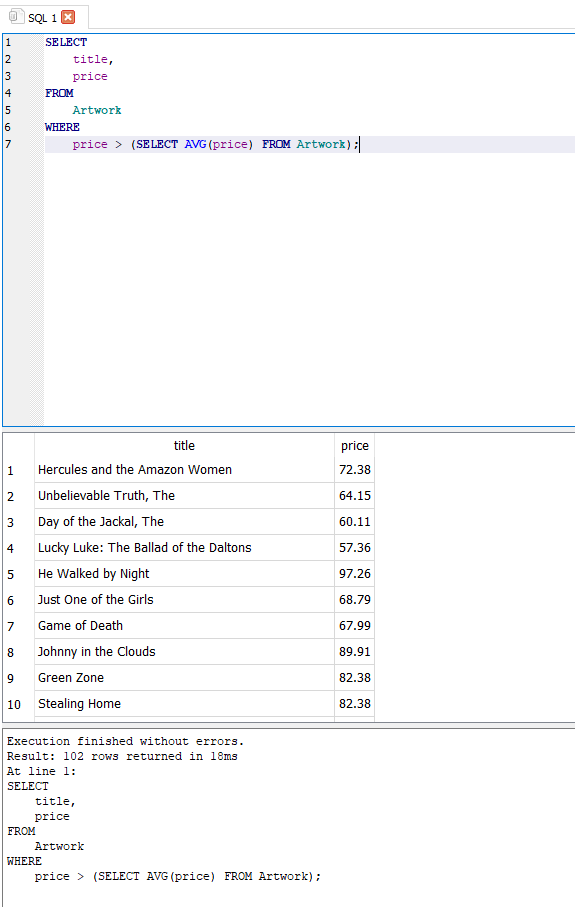 SQL 1
1 SELECT
2     title,
3     price
4 FROM
5     Artwork
6 WHERE
7     price > (SELECT AVG(price) FROM Artwork);
title price
1 Hercules and the Amazon Women 72.38
2 Unbelievable Truth, The 64.15
3 Day of the Jackal, The 60.11
4 Lucky Luke: The Ballad of the Daltons 57.36
5 He Walked by Night 97.26
6 Just One of the Girls 68.79
7 Game of Death 67.99
8 Johnny in the Clouds 89.91
9 Green Zone 82.38
10 Stealing Home 82.38
Execution finished without errors.
Result: 102 rows returned in 18ms
At line 1:
SELECT
    title,
    price
FROM
    Artwork
WHERE
    price > (SELECT AVG(price) FROM Artwork);